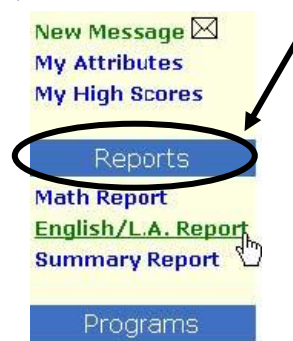 New Message
My Attributes
My High Scores
Reports
Math Report
English/L.A. Report
Summary Report
Programs